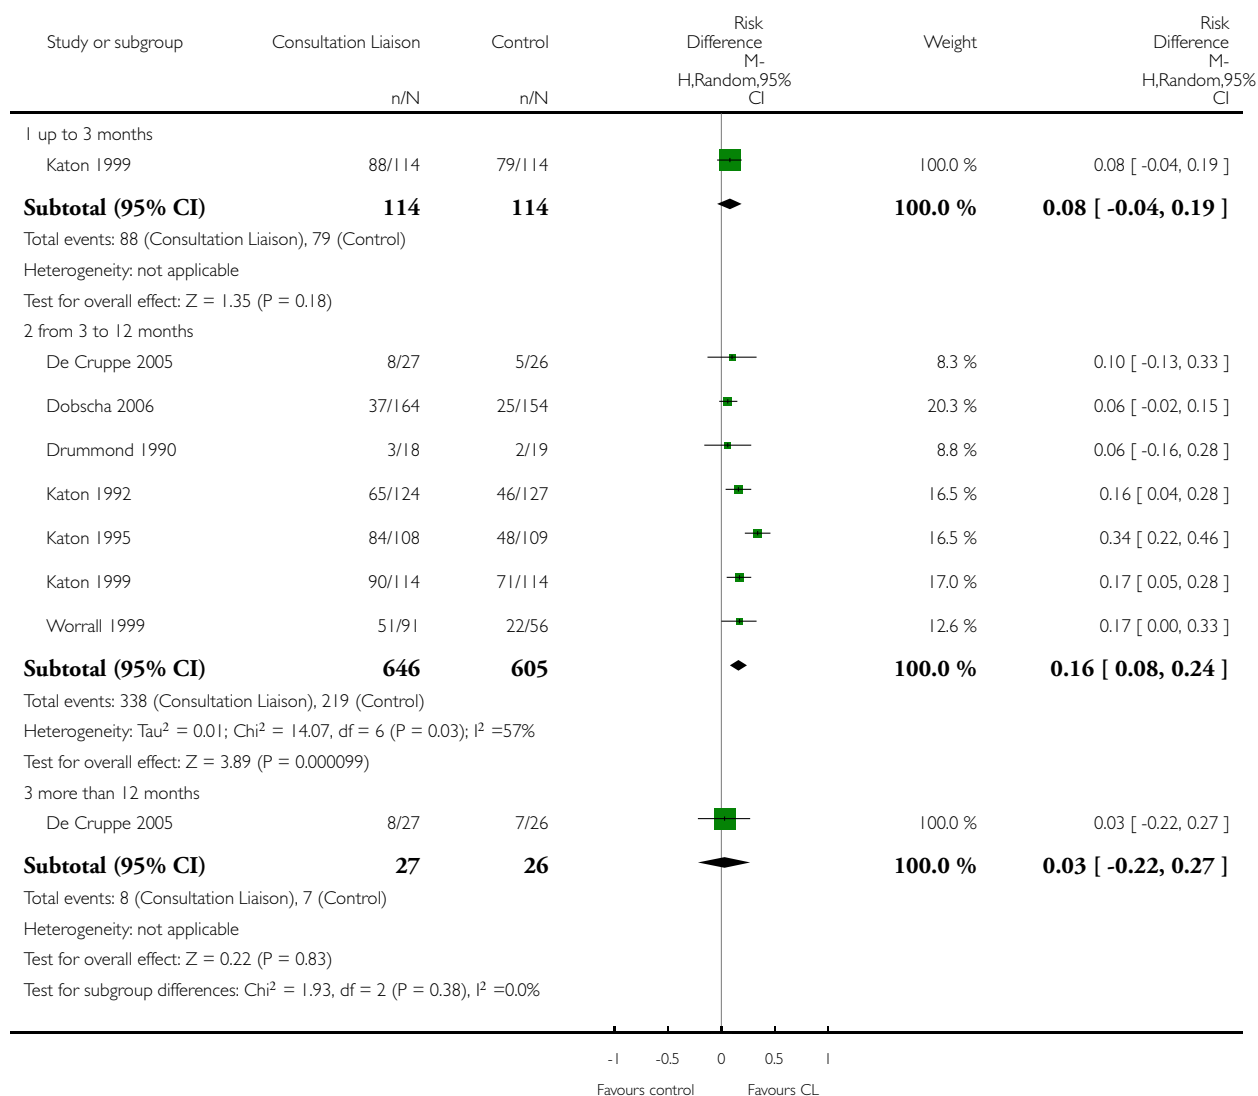 Study or subgroup Consultation Liaison Control Risk Difference M-H,Random,95% CI Weight Risk Difference M-H,Random,95% CI
n/N n/N
1 up to 3 months
Katon 1999 88/114 79/114 100.0 % 0.08 [ -0.04, 0.19 ]
Subtotal (95% CI) 114 114 100.0 % 0.08 [ -0.04, 0.19 ]
Total events: 88 (Consultation Liaison), 79 (Control)
Heterogeneity: not applicable
Test for overall effect: Z = 1.35 (P = 0.18)
2 from 3 to 12 months
De Cruppe 2005 8/27 5/26 8.3 % 0.10 [ -0.13, 0.33 ]
Dobscha 2006 37/164 25/154 20.3 % 0.06 [ -0.02, 0.15 ]
Drummond 1990 3/18 2/19 8.8 % 0.06 [ -0.16, 0.28 ]
Katon 1992 65/124 46/127 16.5 % 0.16 [ 0.04, 0.28 ]
Katon 1995 84/108 48/109 16.5 % 0.34 [ 0.22, 0.46 ]
Katon 1999 90/114 71/114 17.0 % 0.17 [ 0.05, 0.28 ]
Worrall 1999 51/91 22/56 12.6 % 0.17 [ 0.00, 0.33 ]
Subtotal (95% CI) 646 605 100.0 % 0.16 [ 0.08, 0.24 ]
Total events: 338 (Consultation Liaison), 219 (Control)
Heterogeneity: Tau² = 0.01; Chi² = 14.07, df = 6 (P = 0.03); I² =57%
Test for overall effect: Z = 3.89 (P = 0.000099)
3 more than 12 months
De Cruppe 2005 8/27 7/26 100.0 % 0.03 [ -0.22, 0.27 ]
Subtotal (95% CI) 27 26 100.0 % 0.03 [ -0.22, 0.27 ]
Total events: 8 (Consultation Liaison), 7 (Control)
Heterogeneity: not applicable
Test for overall effect: Z = 0.22 (P = 0.83)
Test for subgroup differences: Chi² = 1.93, df = 2 (P = 0.38), I² =0.0%
-1 -0.5 0 0.5 1
Favours control Favours CL